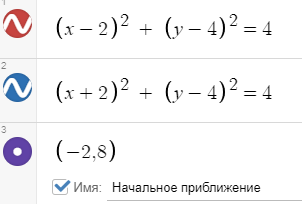 1
(x − 2)² + (y − 4)² = 4
2
(x + 2)² + (y − 4)² = 4
3
(−2,8)
Имя: Начальное приближение